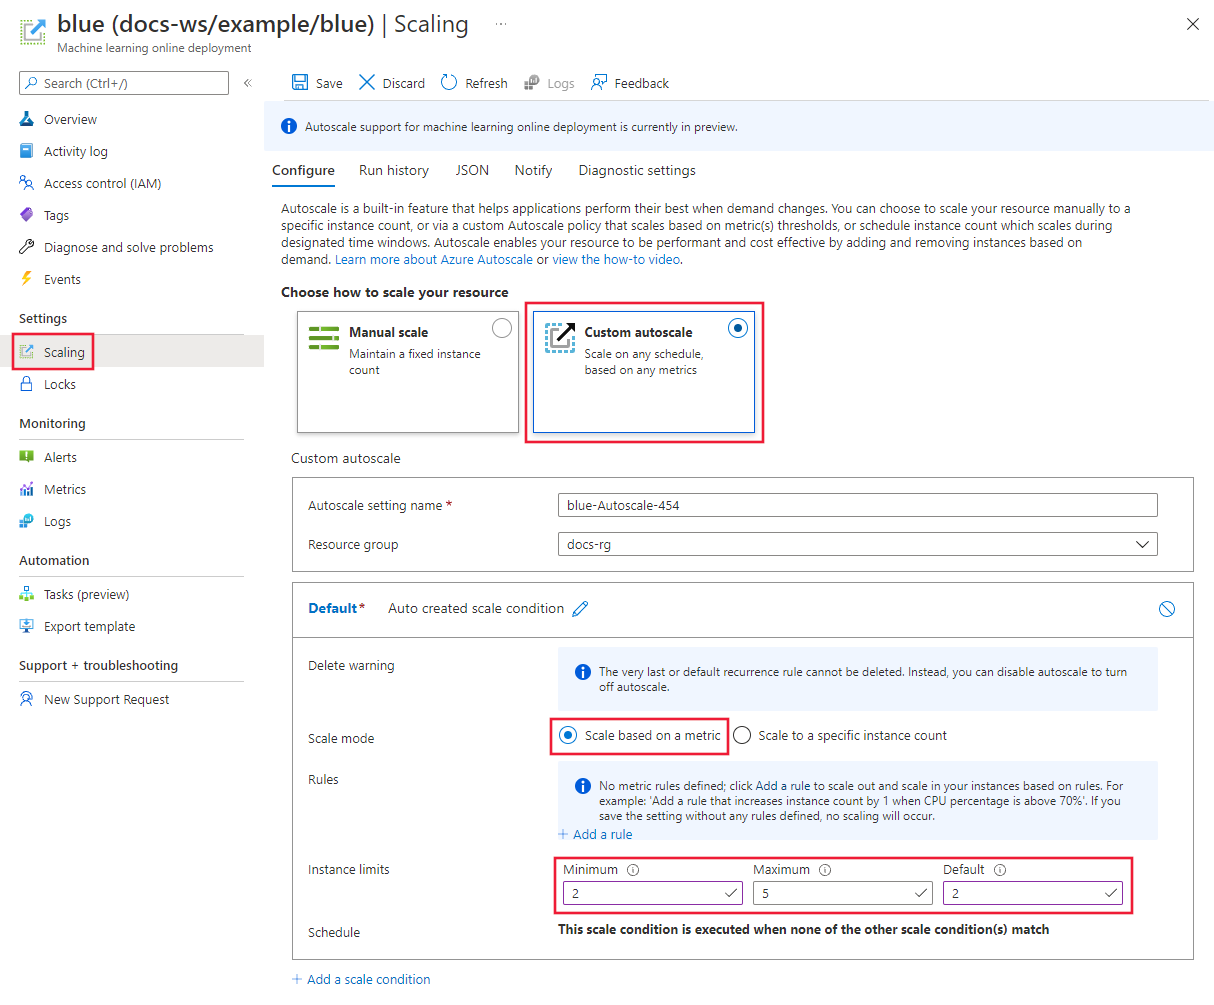 blue (docs-ws/example/blue) | Scaling ...
Machine learning online deployment
Search (Ctrl+/)
«
Overview
Activity log
Access control (IAM)
Tags
Diagnose and solve problems
Events
Settings
Scaling
Locks
Monitoring
Alerts
Metrics
Logs
Automation
Tasks (preview)
Export template
Support + troubleshooting
New Support Request
Save Discard Refresh Logs Feedback
Autoscale support for machine learning online deployment is currently in preview.
Configure Run history JSON Notify Diagnostic settings
Autoscale is a built-in feature that helps applications perform their best when demand changes. You can choose to scale your resource manually to a
specific instance count, or via a custom Autoscale policy that scales based on metric(s) thresholds, or schedule instance count which scales during
designated time windows. Autoscale enables your resource to be performant and cost effective by adding and removing instances based on
demand. Learn more about Azure Autoscale or view the how-to video.
Choose how to scale your resource
Manual scale
Maintain a fixed instance
count
Custom autoscale
Scale on any schedule,
based on any metrics
Custom autoscale
Autoscale setting name * blue-Autoscale-454
Resource group docs-rg
Default* Auto created scale condition
Delete warning
The very last or default recurrence rule cannot be deleted. Instead, you can disable autoscale to turn
off autoscale.
Scale mode Scale based on a metric Scale to a specific instance count
Rules
No metric rules defined; click Add a rule to scale out and scale in your instances based on rules. For
example: 'Add a rule that increases instance count by 1 when CPU percentage is above 70%'. If you
save the setting without any rules defined, no scaling will occur.
+ Add a rule
Instance limits Minimum Maximum Default
2 5 2
Schedule This scale condition is executed when none of the other scale condition(s) match
+ Add a scale condition